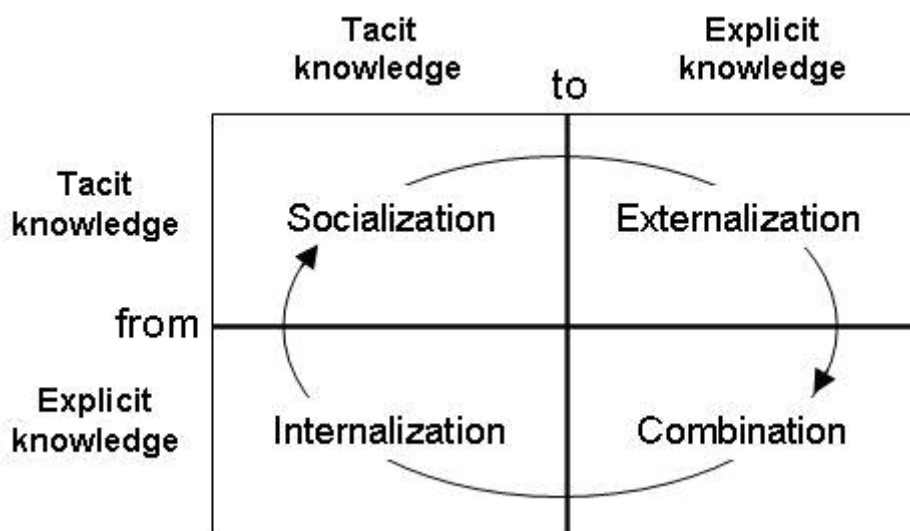 Tacit
knowledge
Explicit
knowledge
to
Tacit
knowledge
Socialization
Externalization
from
Explicit
knowledge
Internalization
Combination